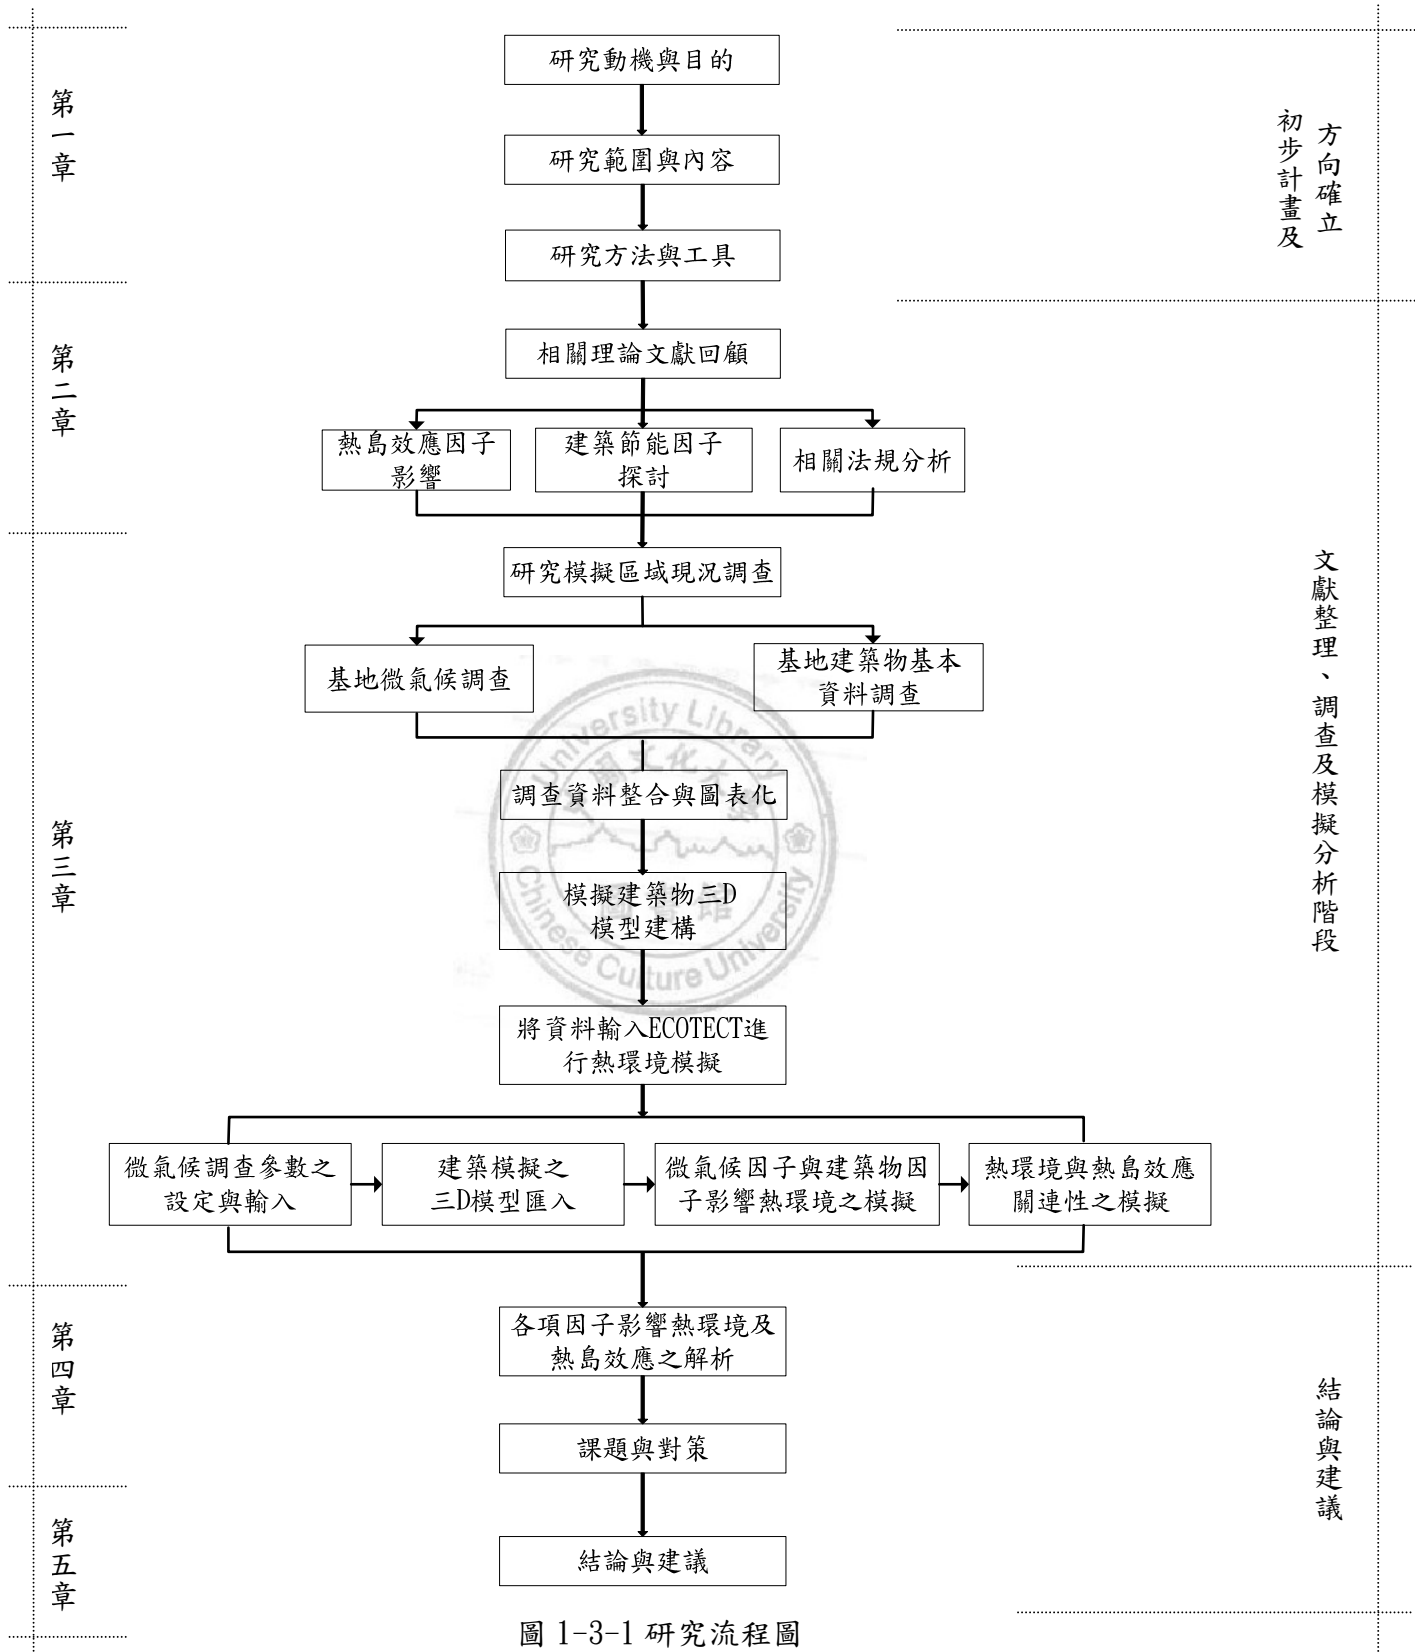 第一章
第二章
第三章
第四章
第五章
研究動機與目的
研究範圍與內容
研究方法與工具
相關理論文獻回顧
熱島效應因子
影響
建築節能因子
探討
相關法規分析
研究模擬區域現況調查
基地微氣候調查
基地建築物基本
資料調查
調查資料整合與圖表化
模擬建築物三D
模型建構
將資料輸入ECOTECT進
行熱環境模擬
微氣候調查參數之
設定與輸入
建築模擬之
三D模型匯入
微氣候因子與建築物因
子影響熱環境之模擬
熱環境與熱島效應
關連性之模擬
各項因子影響熱環境及
熱島效應之解析
課題與對策
結論與建議
初步計畫及
方向確立
文獻整理、調查及模擬分析階段
結論與建議
University Library
Chinese Culture University
圖 1-3-1 研究流程圖